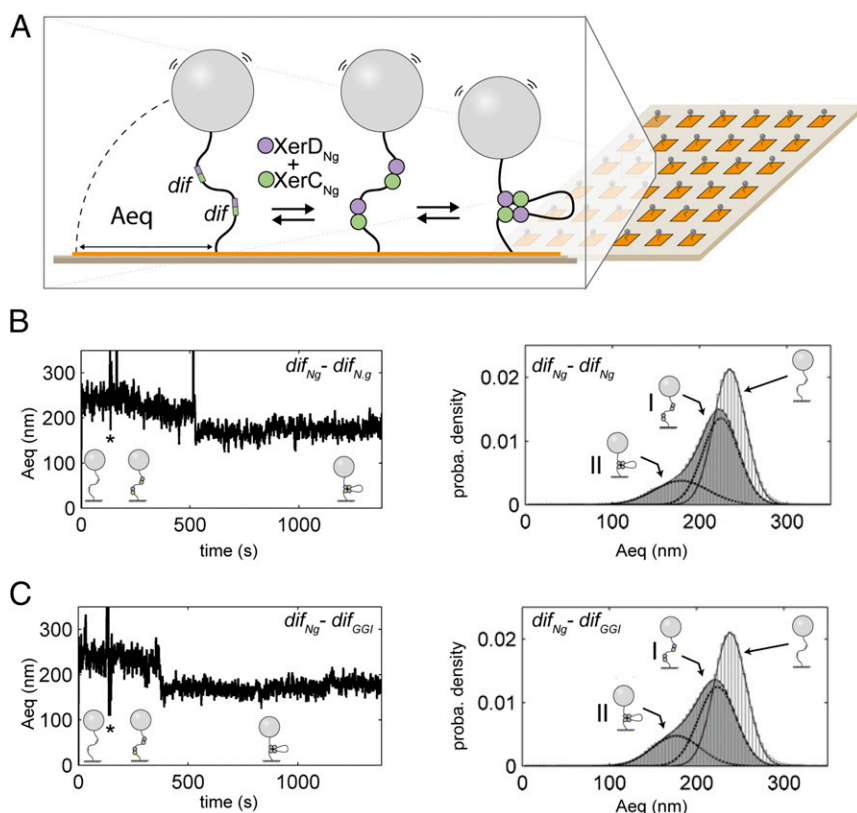 A
XerD_Ng
+
XerC_Ng
dif
dif
Aeq
B
Aeq (nm)
300
200
100
0
dif_Ng - dif_N.g
*
0 500 1000
time (s)
proba. density
0.02
0.01
0
dif_Ng - dif_Ng
I
II
0 100 200 300
Aeq (nm)
C
Aeq (nm)
300
200
100
0
dif_Ng - dif_GGI
*
0 500 1000
time (s)
proba. density
0.02
0.01
0
dif_Ng - dif_GGI
I
II
0 100 200 300
Aeq (nm)